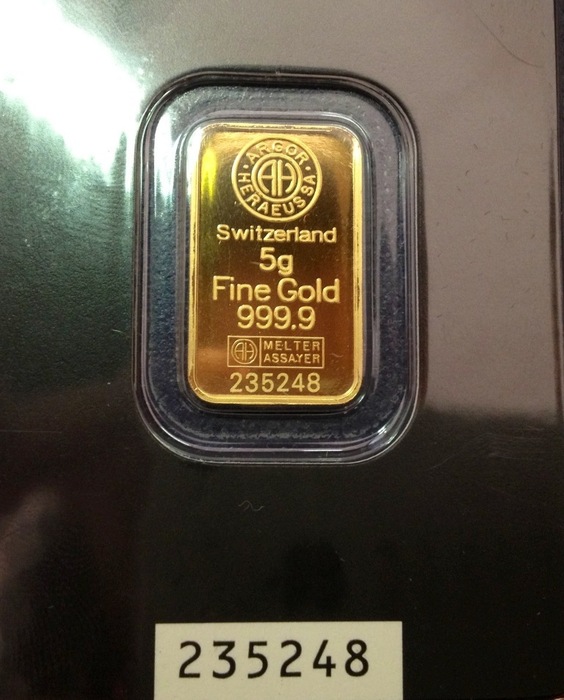 ARGOR
HERAEUS SA
AH
Switzerland
5g
Fine Gold
999.9
AH MELTER
ASSAYER
235248
235248